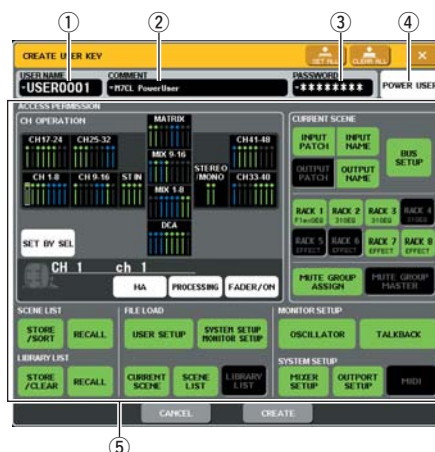 ① ② ③ ④
CREATE USER KEY
SET ALL CLEAR ALL ×
USER NAME COMMENT PASSWORD
USER0001 M7CL PowerUser ******** POWER USER
ACCESS PERMISSION
CH OPERATION MATRIX CURRENT SCENE
CH17-24 CH25-32 CH41-48
INPUT PATCH INPUT NAME BUS SETUP
MIX 9-16
CH 1-8 CH 9-16 ST IN STEREO /MONO CH33-40
OUTPUT PATCH OUTPUT NAME
MIX 1-8
RACK 1 RACK 2 RACK 3 RACK 4
FlexGEQ 31GEQ 31GEQ 31GEQ
DCA
SET BY SEL
RACK 5 RACK 6 RACK 7 RACK 8
EFFECT EFFECT EFFECT EFFECT
CH 1 ch 1
HA PROCESSING FADER/ON
MUTE GROUP ASSIGN MUTE GROUP MASTER
SCENE LIST FILE LOAD MONITOR SETUP
STORE /SORT RECALL USER SETUP SYSTEM SETUP MONITOR SETUP OSCILLATOR TALKBACK
LIBRARY LIST SYSTEM SETUP
STORE /CLEAR RECALL CURRENT SCENE SCENE LIST LIBRARY LIST MIXER SETUP OUTPORT SETUP MIDI
CANCEL CREATE
⑤